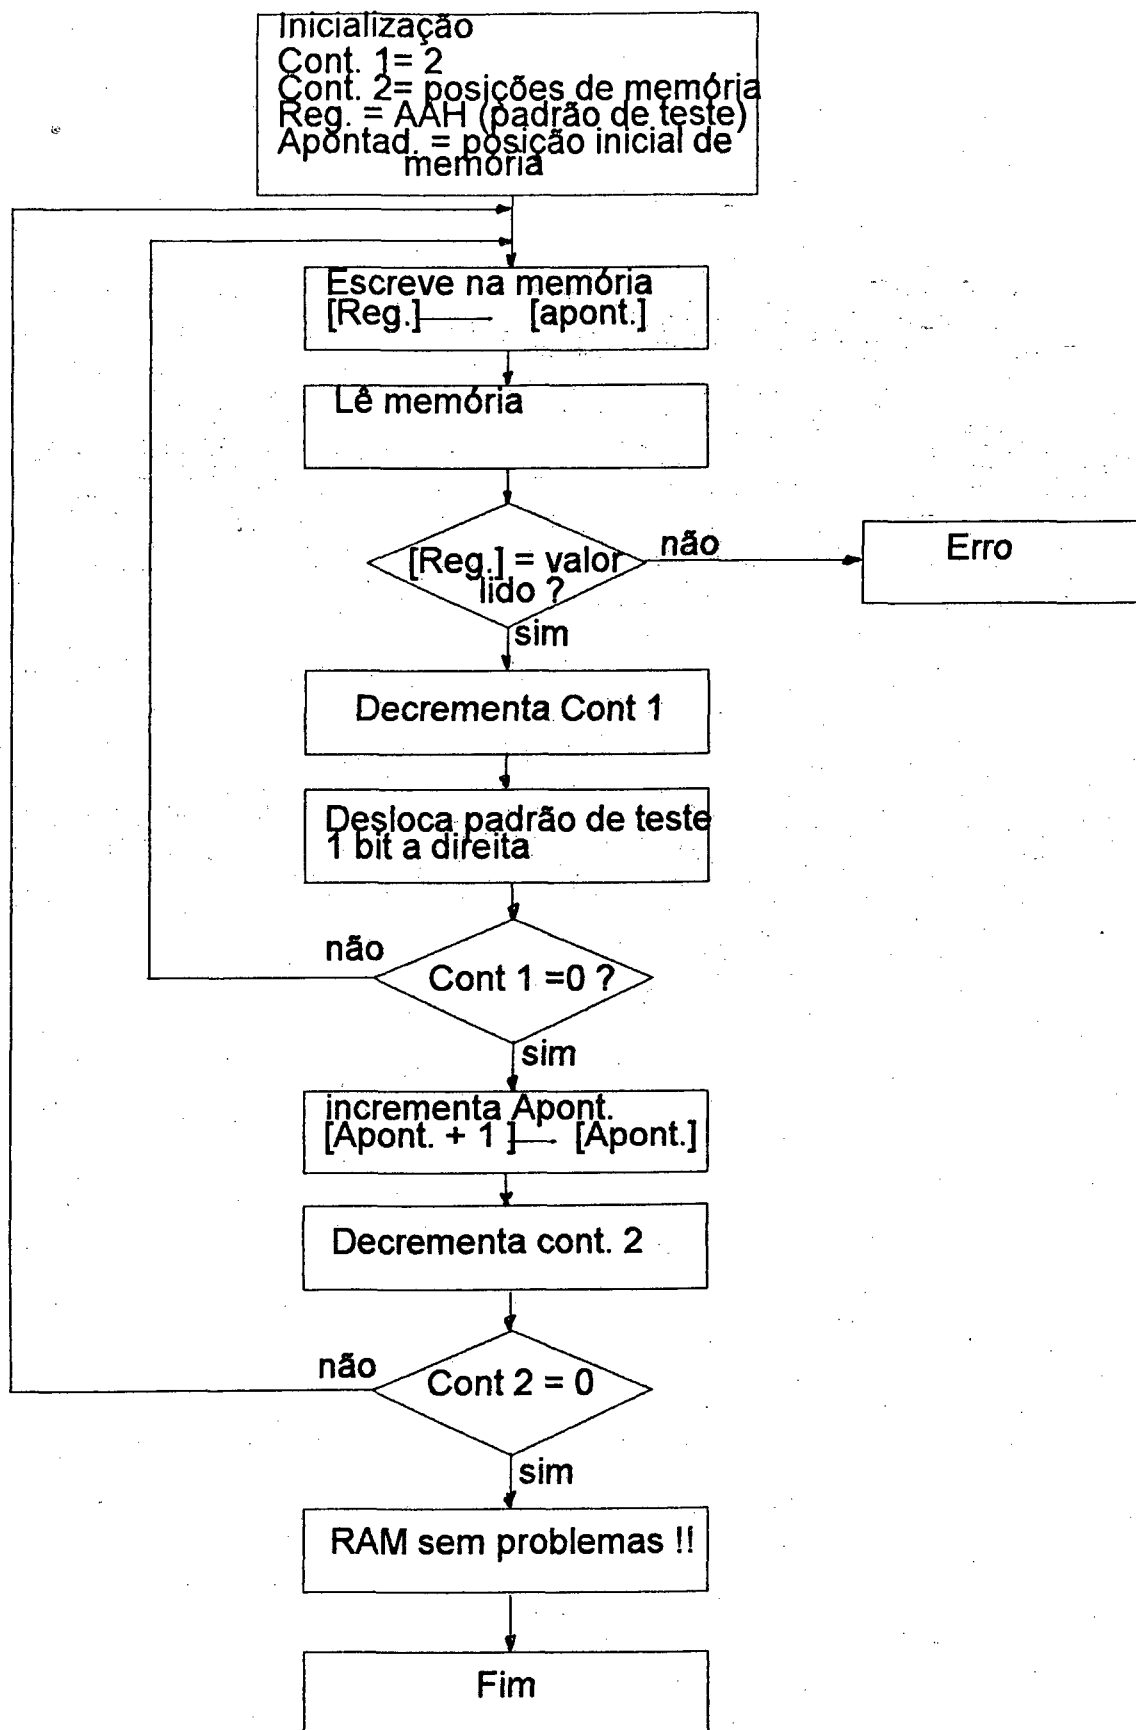 Inicialização
Cont. 1= 2
Cont. 2= posições de memória
Reg. = AAH (padrão de teste)
Apontad. = posição inicial de
memória
Escreve na memória
[Reg.] → [apont.]
Lê memória
[Reg.] = valor
lido ?
não
Erro
sim
Decrementa Cont 1
Desloca padrão de teste
1 bit a direita
não
Cont 1 =0 ?
sim
incrementa Apont.
[Apont. + 1 ] → [Apont.]
Decrementa cont. 2
não
Cont 2 = 0
sim
RAM sem problemas !!
Fim